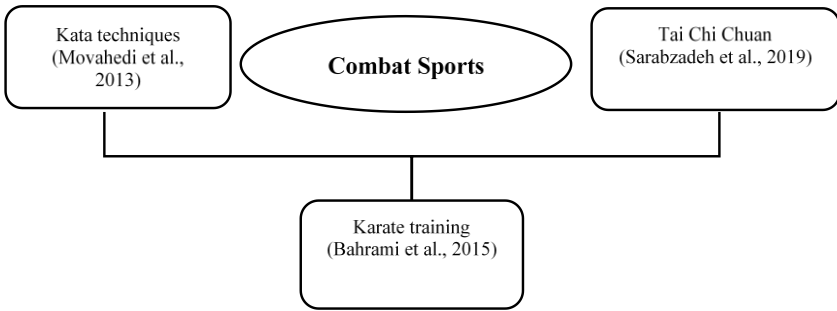 Kata techniques
(Movahedi et al.,
2013)
Combat Sports
Tai Chi Chuan
(Sarabzadeh et al., 2019)
Karate training
(Bahrami et al., 2015)